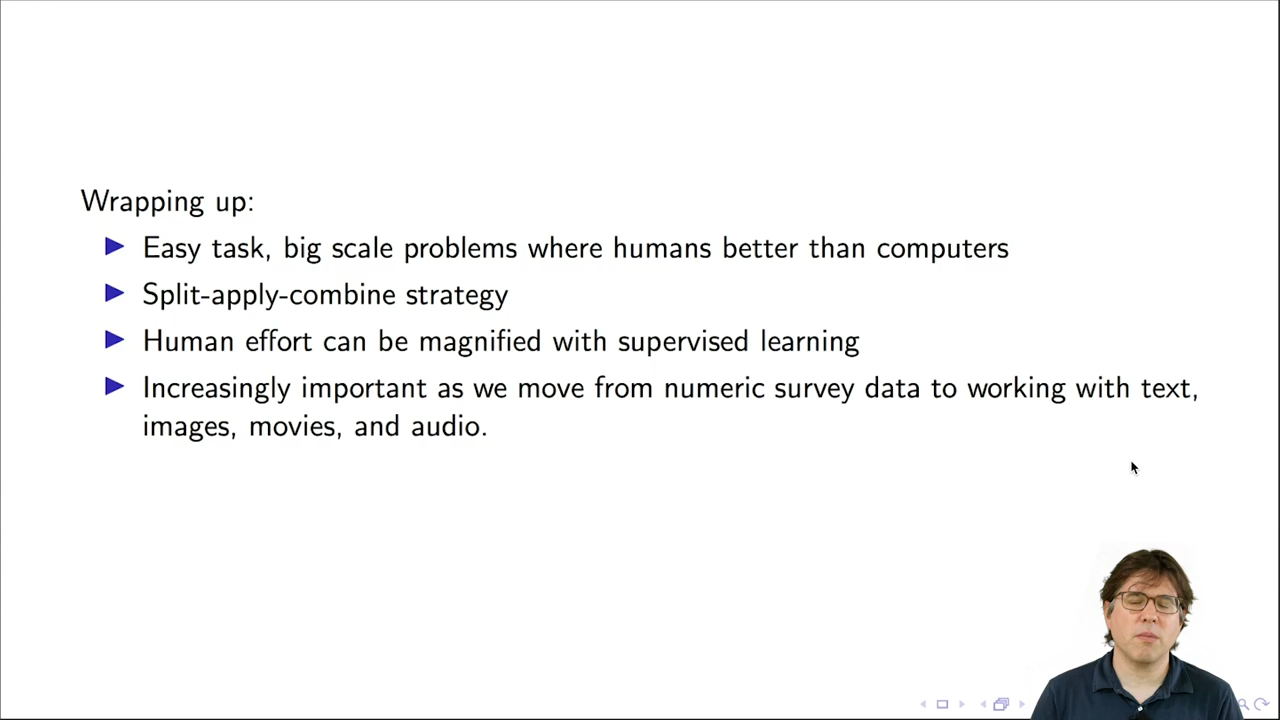 Wrapping up:
Easy task, big scale problems where humans better than computers
Split-apply-combine strategy
Human effort can be magnified with supervised learning
Increasingly important as we move from numeric survey data to working with text,
images, movies, and audio.